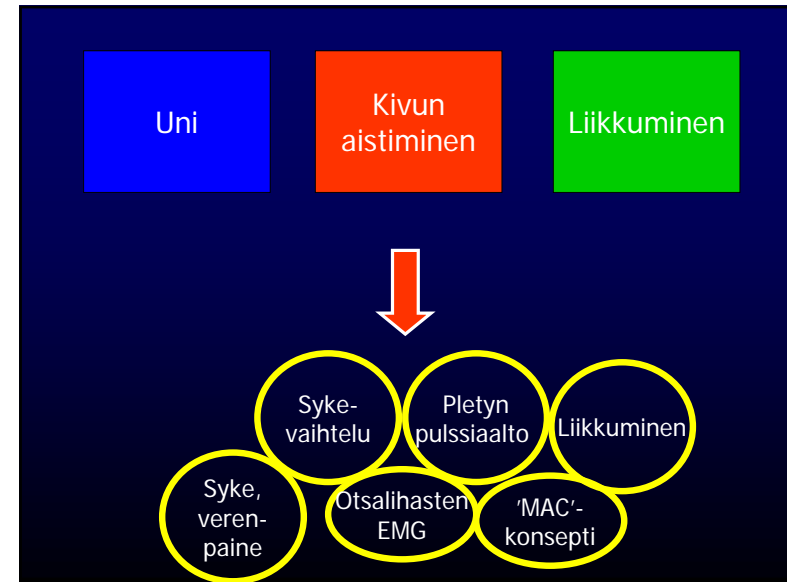 Uni
Kivun
aistiminen
Liikkuminen
Syke-
vaihtelu
Pletyn
pulssiaalto
Liikkuminen
Syke,
veren-
paine
Otsalihasten
EMG
'MAC'-
konsepti